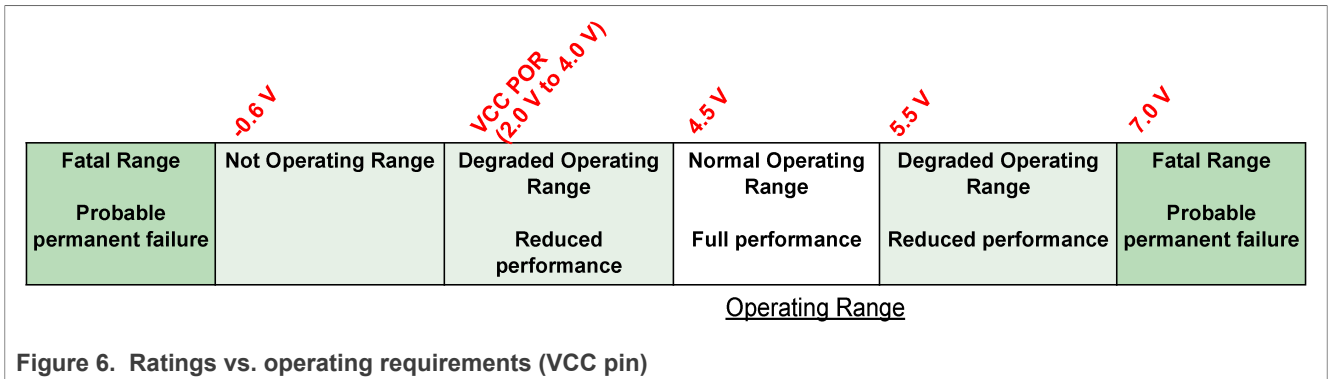 -0.6 V
VCC POR
(2.0 V to 4.0 V)
4.5 V
5.5 V
7.0 V
Fatal Range
Probable
permanent failure
Not Operating Range
Degraded Operating
Range
Reduced
performance
Normal Operating
Range
Full performance
Degraded Operating
Range
Reduced performance
Fatal Range
Probable
permanent failure
Operating Range
Figure 6. Ratings vs. operating requirements (VCC pin)